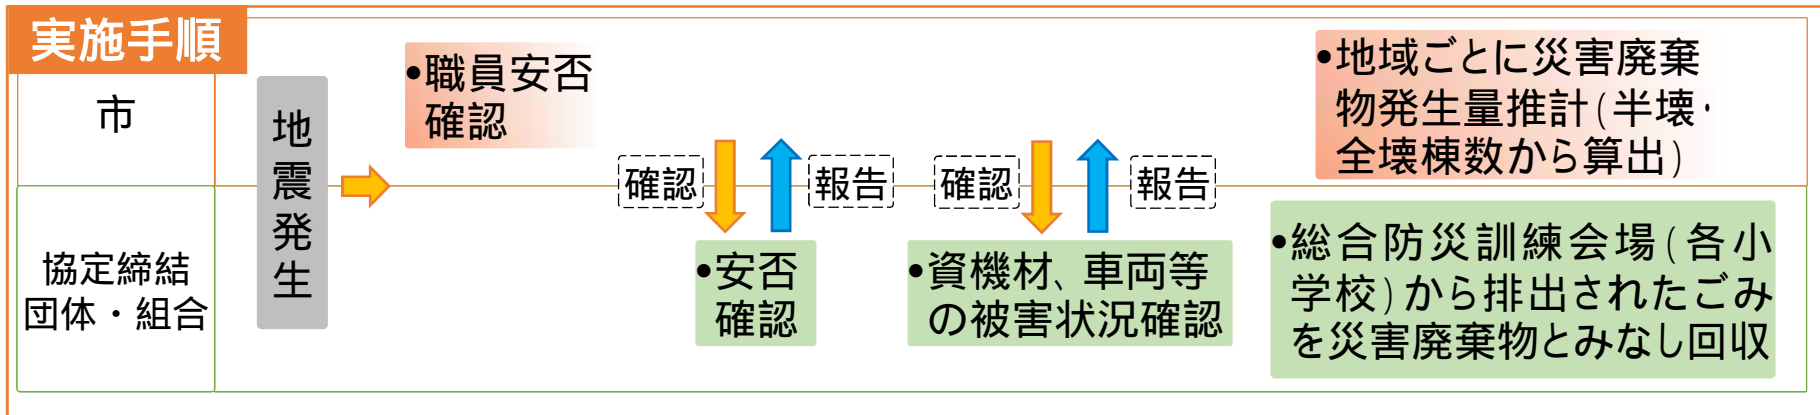 実施手順
市
地震発生
•職員安否
確認
確認
報告
確認
報告
•地域ごとに災害廃棄
物発生量推計(半壊・
全壊棟数から算出)
協定締結
団体・組合
•安否
確認
•資機材、車両等
の被害状況確認
•総合防災訓練会場(各小
学校)から排出されたごみ
を災害廃棄物とみなし回収